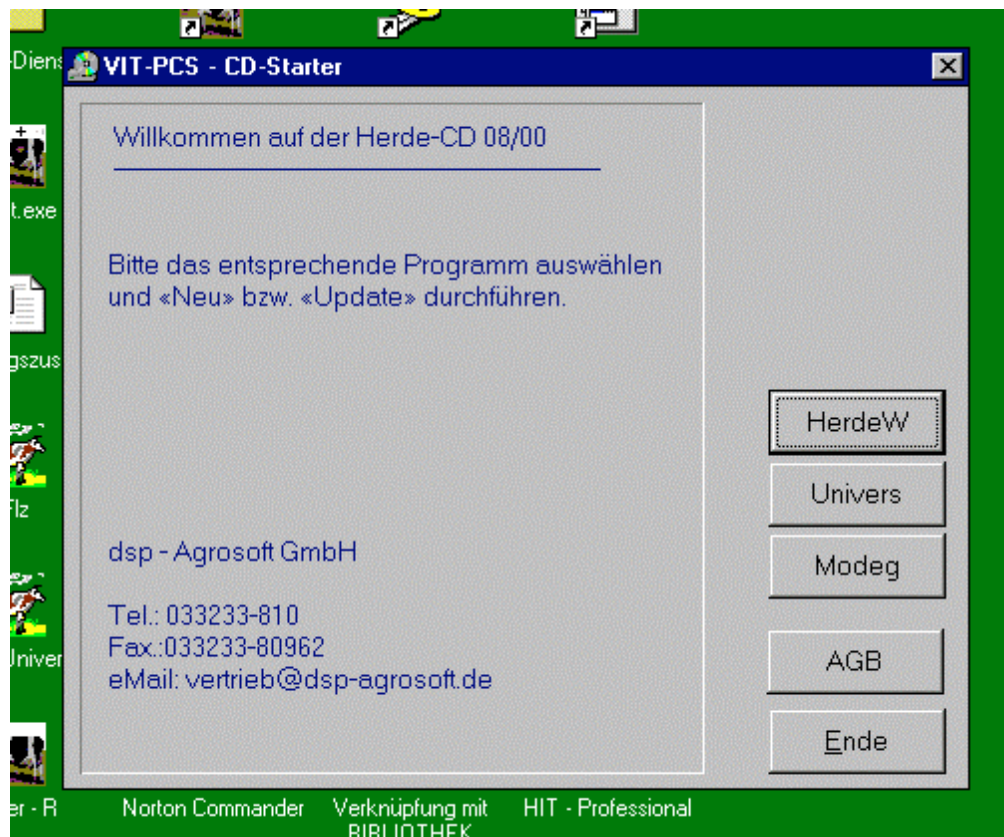 -Diens
VIT-PCS - CD-Starter
Willkommen auf der Herde-CD 08/00
t.exe
Bitte das entsprechende Programm auswählen
und «Neu» bzw. «Update» durchführen.
gszus
HerdeW
Flz
Univers
dsp - Agrosoft GmbH
Modeg
Tel.: 033233-810
Fax.:033233-80962
Univer
AGB
eMail: vertrieb@dsp-agrosoft.de
Ende
er - R
Norton Commander
Verknüpfung mit
BIBLIOTHEK
HIT - Professional